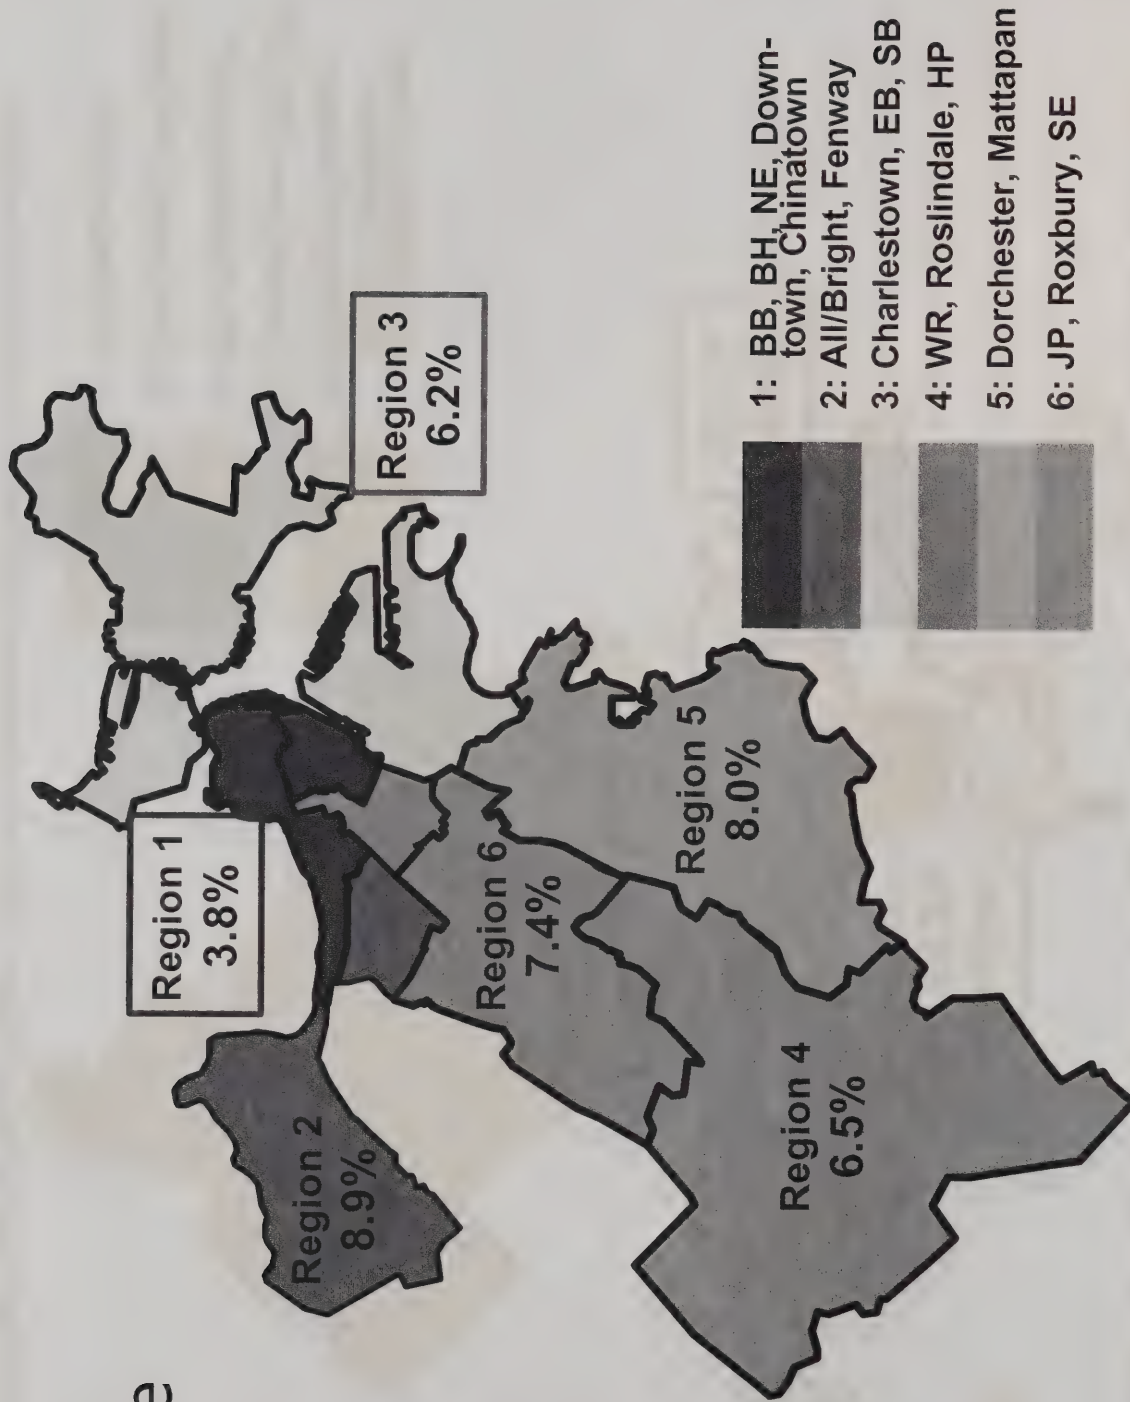 e
Region 1
3.8%
Region 3
6.2%
Region 2
8.9%
Region 6
7.4%
Region 5
8.0%
Region 4
6.5%
1: BB, BH, NE, Down-
town, Chinatown
2: All/Bright, Fenway
3: Charlestown, EB, SB
4: WR, Roslindale, HP
5: Dorchester, Mattapan
6: JP, Roxbury, SE